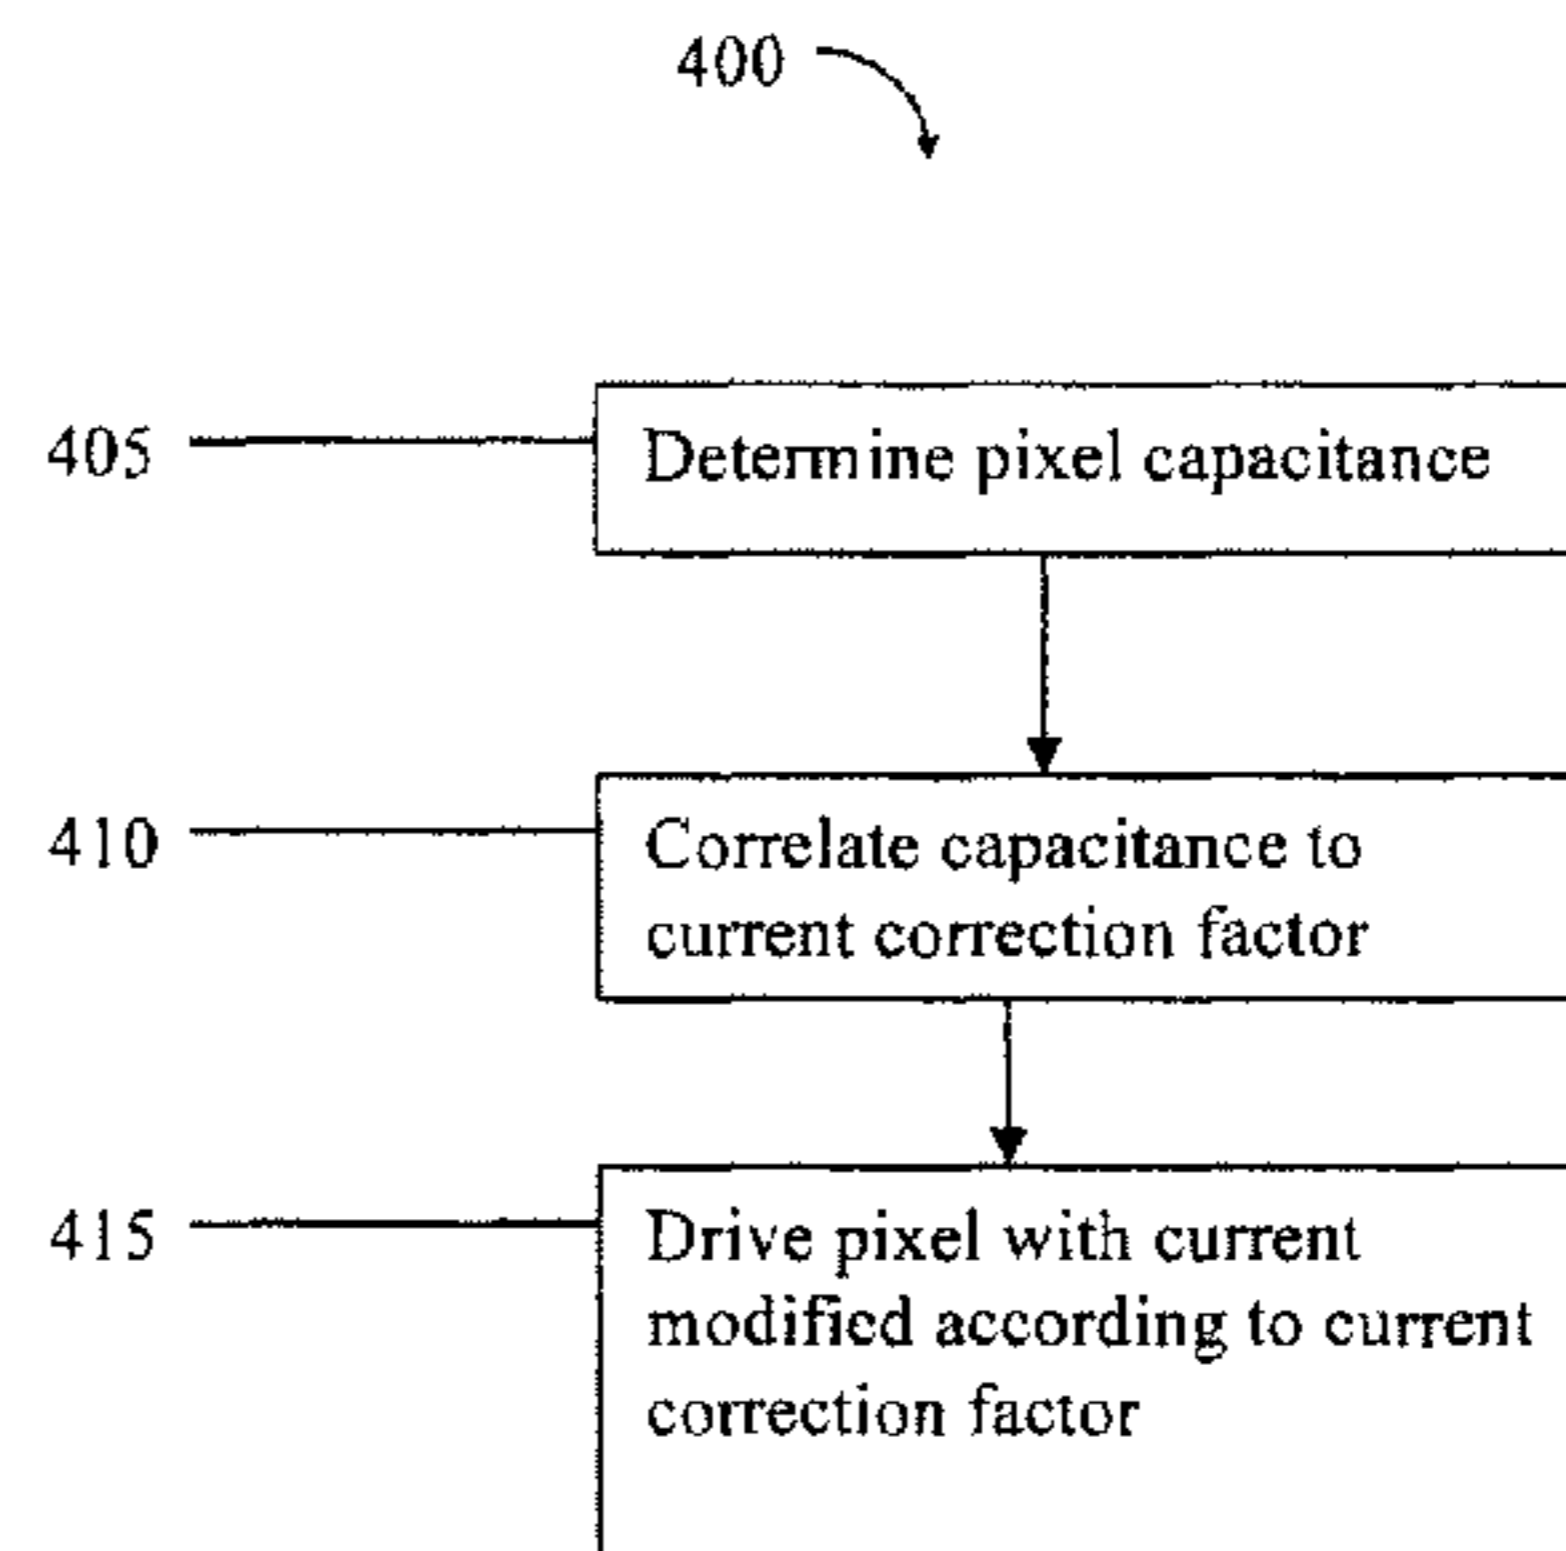 400
405
Determine pixel capacitance
410
Correlate capacitance to
current correction factor
415
Drive pixel with current
modified according to current
correction factor